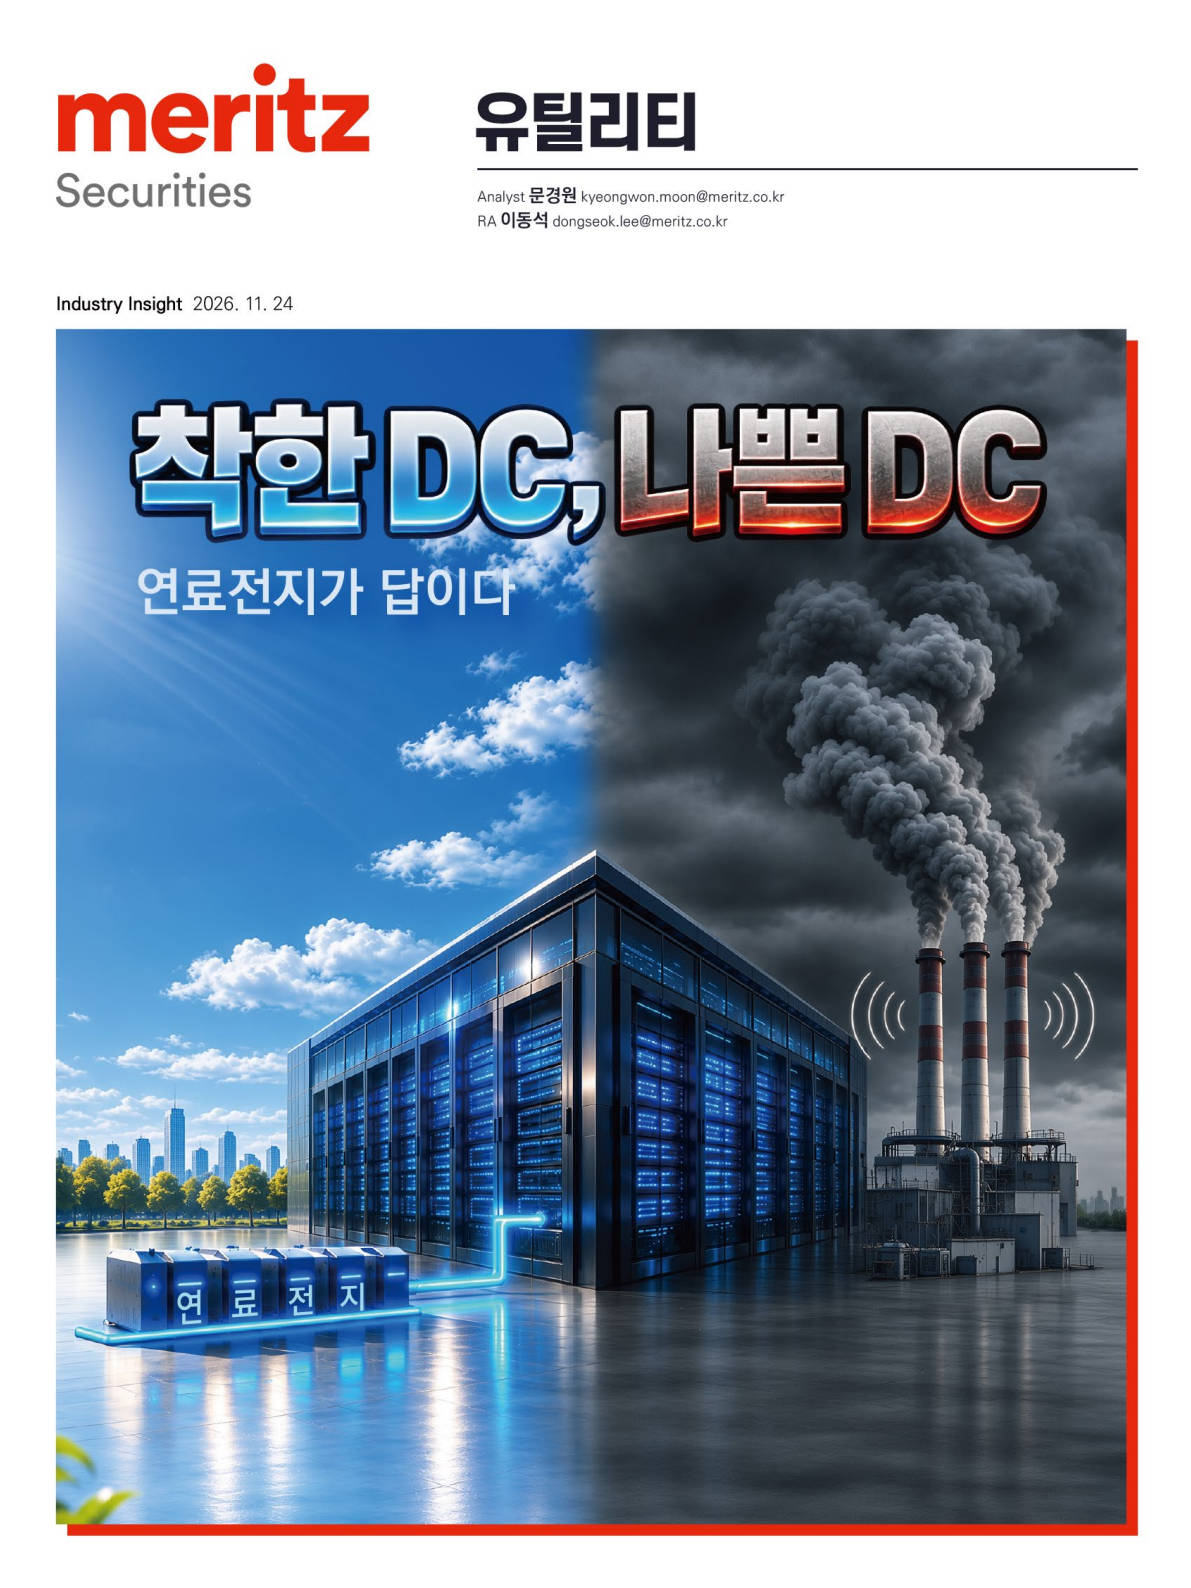 meritz
Securities
유틸리티
Analyst 문경원 kyeongwon.moon@meritz.co.kr
RA 이동석 dongseok.lee@meritz.co.kr
Industry Insight 2026. 11. 24
착한 DC, 나쁜 DC
연료전지가 답이다
연료전지